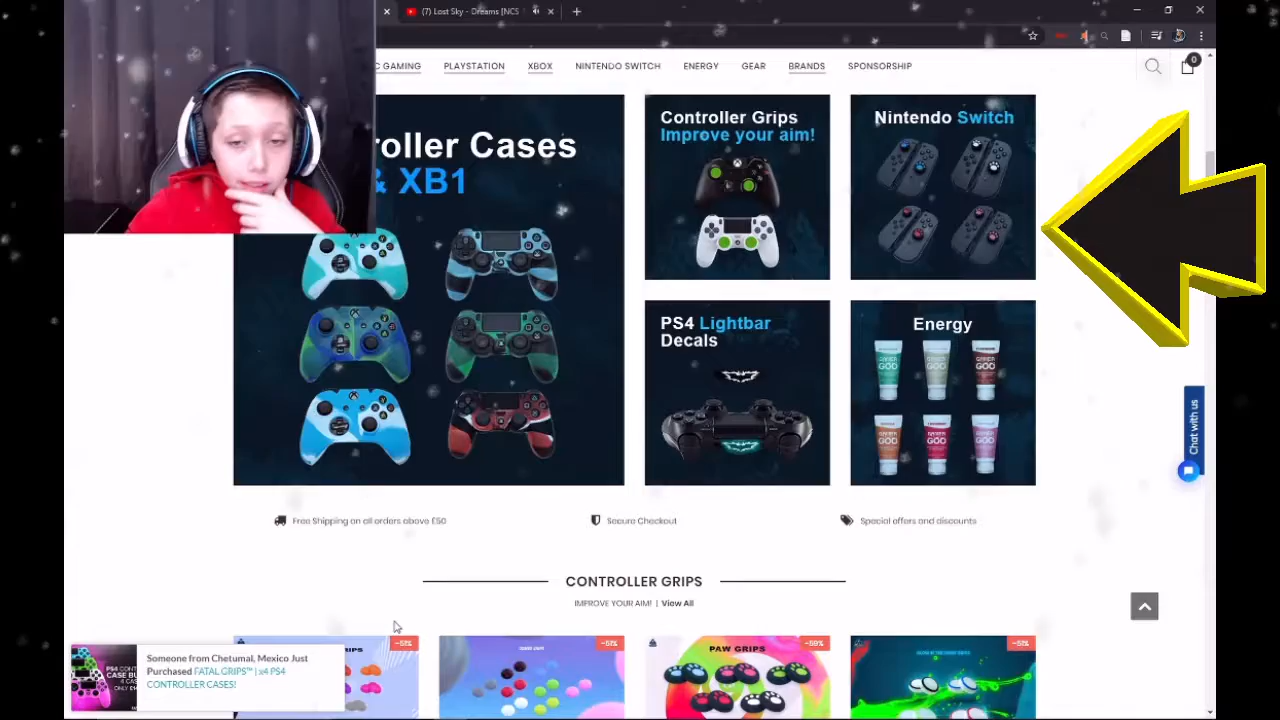 (7) Lost Sky - Dreams [NCS
GAMING
PLAYSTATION
XBOX
NINTENDO SWITCH
ENERGY
GEAR
BRANDS
SPONSORSHIP
0
oller Cases
& XB1
Controller Grips
Improve your aim!
Nintendo Switch
PS4 Lightbar
Decals
Energy
GAMER
GOD
GAMER
GOD
GAMER
GOD
GAMER
GOD
GAMER
GOD
GAMER
GOD
Chat with us
Free Shipping on all orders above £50
Secure Checkout
Special offers and discounts
CONTROLLER GRIPS
IMPROVE YOUR AIM! | View All
-51%
-51%
PAW GRIPS
Someone from Chetumal, Mexico Just
Purchased FATAL GRIPS™ | x4 PS4
CONTROLLER CASES!